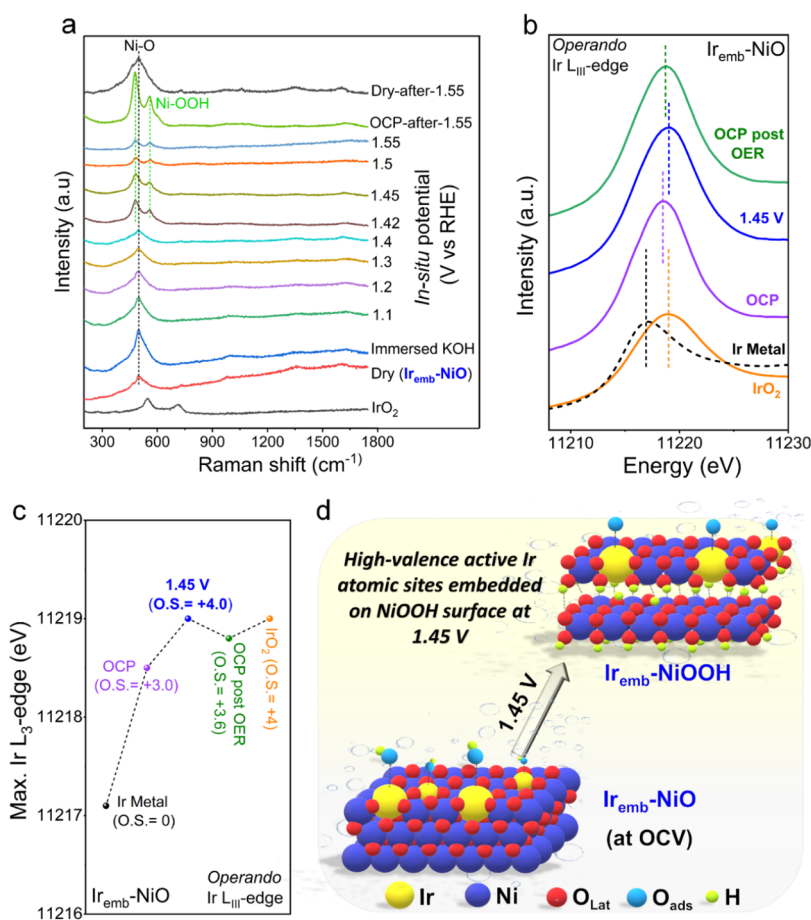 a
Ni-O
Ni-OOH
Dry-after-1.55
OCP-after-1.55
1.55
1.5
1.45
1.42
1.4
1.3
1.2
1.1
Immersed KOH
Dry (Ir_emb-NiO)
IrO₂
In-situ potential
(V vs RHE)
Intensity (a.u)
300 600 900 1200 1500 1800
Raman shift (cm⁻¹)
b
Operando
Ir L_III-edge
Ir_emb-NiO
OCP post
OER
1.45 V
OCP
Ir Metal
IrO₂
Intensity (a.u.)
11210 11220 11230
Energy (eV)
c
11220
11219
11218
11217
11216
Max. Ir L₃-edge (eV)
1.45 V
(O.S.= +4.0)
OCP
(O.S.= +3.0)
OCP post OER
(O.S.= +3.6)
IrO₂ (O.S.= +4)
Ir Metal
(O.S.= 0)
Ir_emb-NiO
Operando
Ir L_III-edge
d
High-valence active Ir
atomic sites embedded
on NiOOH surface at
1.45 V
Ir_emb-NiOOH
1.45 V
Ir_emb-NiO
(at OCV)
Ir Ni O_Lat O_ads H